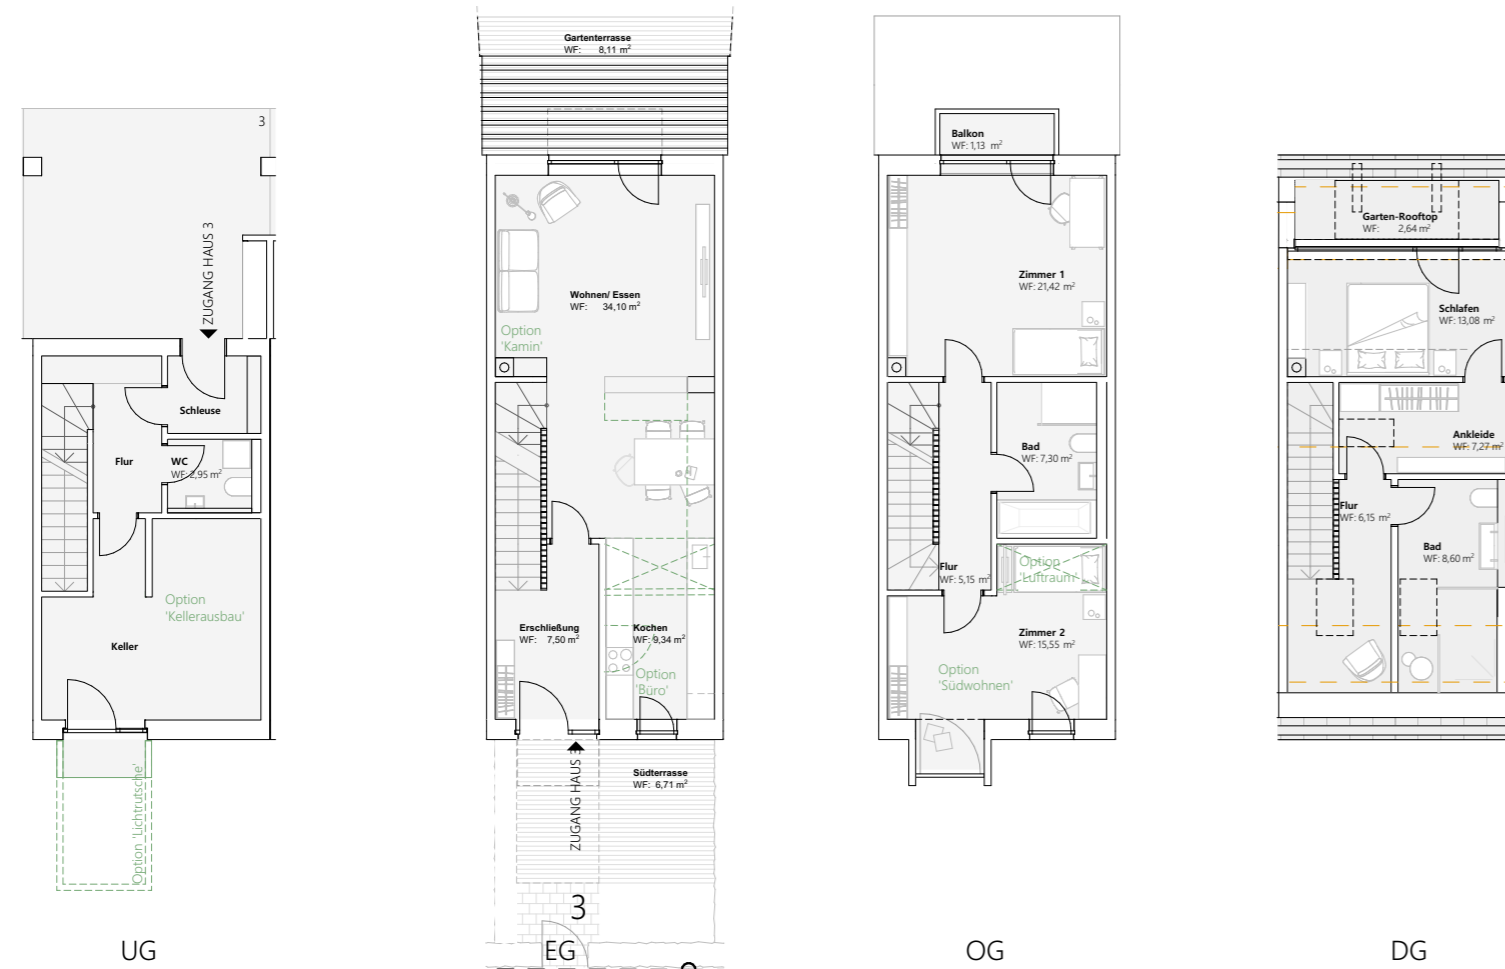 3
ZUGANG HAUS 3
Schleuse
Flur
WC
WF: 2,95 m²
Option
'Kellerausbau'
Keller
Option 'Lichtrutsche'
UG
Gartenterrasse
WF: 8,11 m²
Wohnen/ Essen
WF: 34,10 m²
Option
'Kamin'
Erschließung
WF: 7,50 m²
Kochen
WF: 9,34 m²
Option
'Büro'
ZUGANG HAUS 3
Südterrasse
WF: 6,71 m²
3
EG
Balkon
WF: 1,13 m²
Zimmer 1
WF: 21,42 m²
Bad
WF: 7,30 m²
Flur
WF: 5,15 m²
Option
'Luftraum'
Zimmer 2
WF: 15,55 m²
Option
'Südwohnen'
OG
Garten-Rooftop
WF: 2,64 m²
Schlafen
WF: 13,08 m²
Ankleide
WF: 7,27 m²
Flur
WF: 6,15 m²
Bad
WF: 8,60 m²
DG